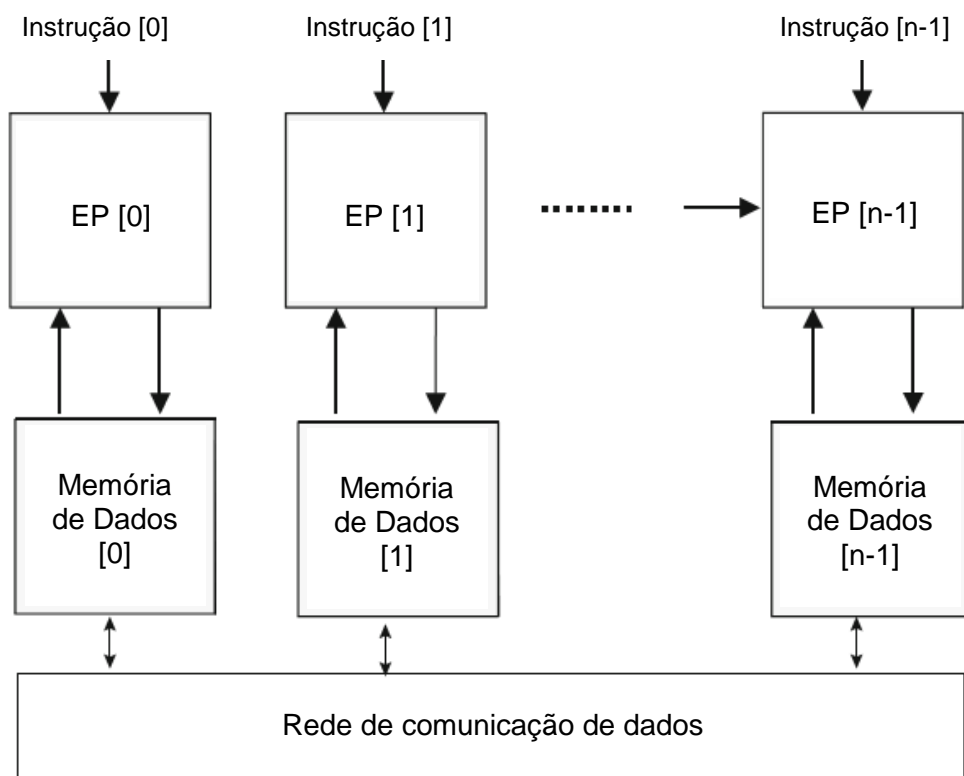 Instrução [0]
Instrução [1]
Instrução [n-1]
EP [0]
EP [1]
EP [n-1]
Memória
de Dados
[0]
Memória
de Dados
[1]
Memória
de Dados
[n-1]
Rede de comunicação de dados